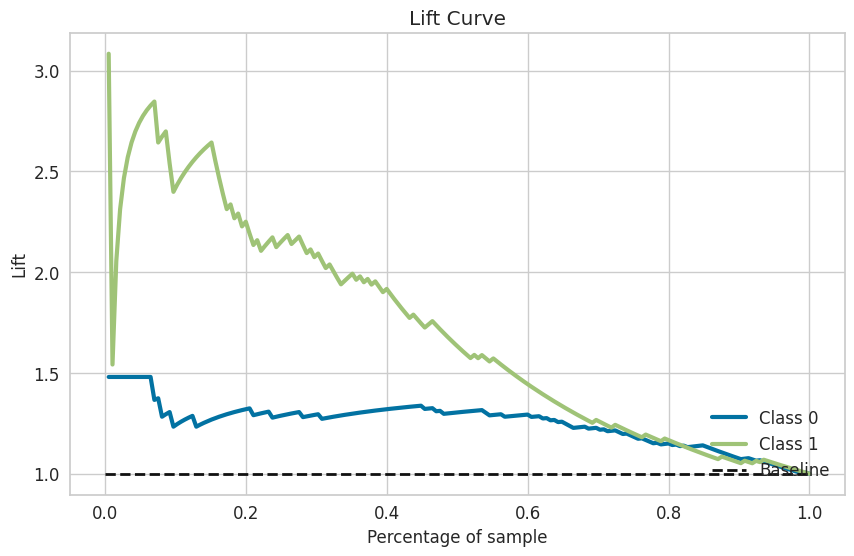 Lift Curve
3.0
2.5
2.0
1.5
1.0
Lift
0.0 0.2 0.4 0.6 0.8 1.0
Percentage of sample
Class 0
Class 1
Baseline